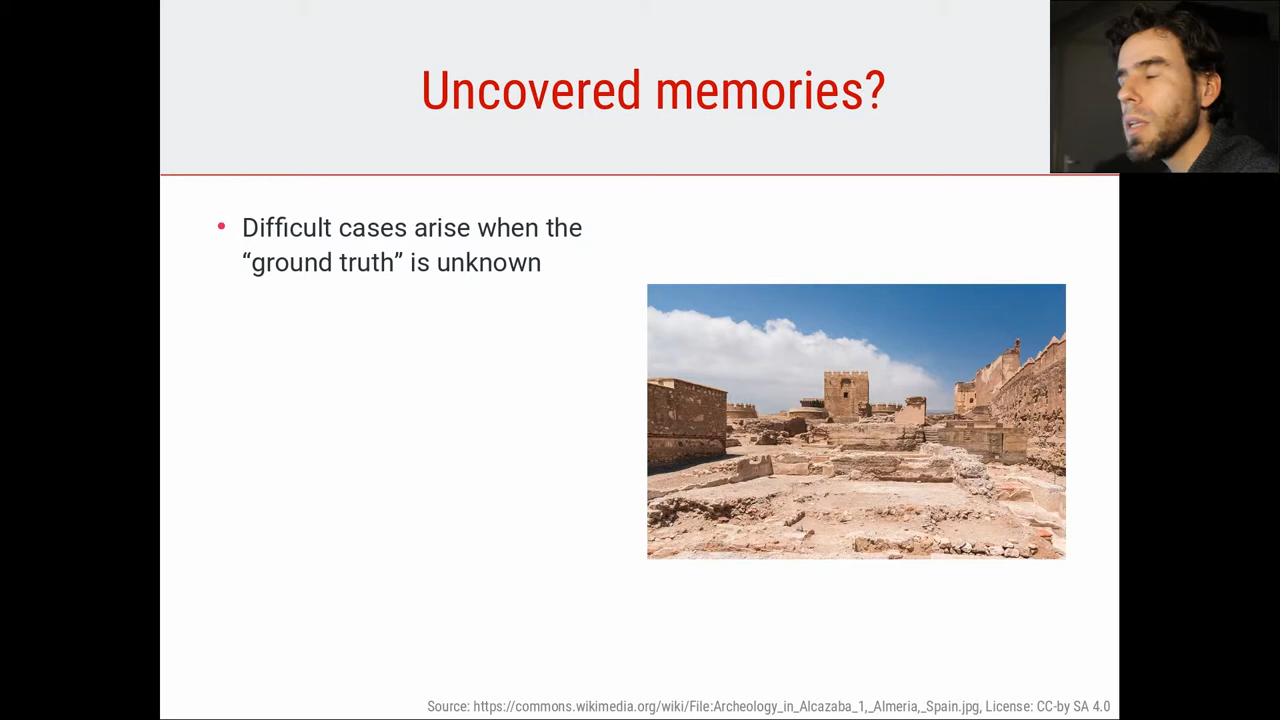 Uncovered memories?
• Difficult cases arise when the
“ground truth” is unknown
Source: https://commons.wikimedia.org/wiki/File:Archeology_in_Alcazaba_1,_Almeria,_Spain.jpg, License: CC-by SA 4.0